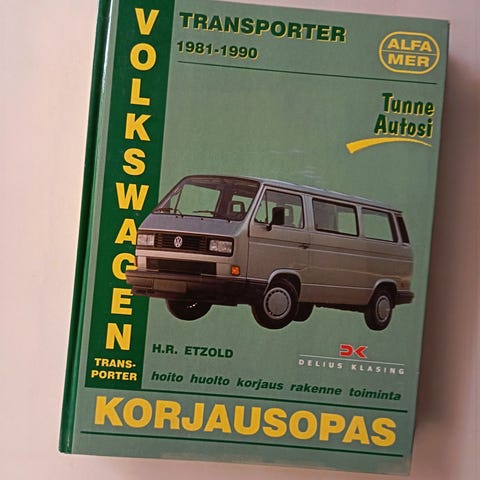 VOLKSWAGEN
TRANS-
PORTER
TRANSPORTER
1981-1990
ALFA
MER
Tunne
Autosi
H.R. ETZOLD
DELIUS KLASING
hoito huolto korjaus rakenne toiminta
KORJAUSOPAS